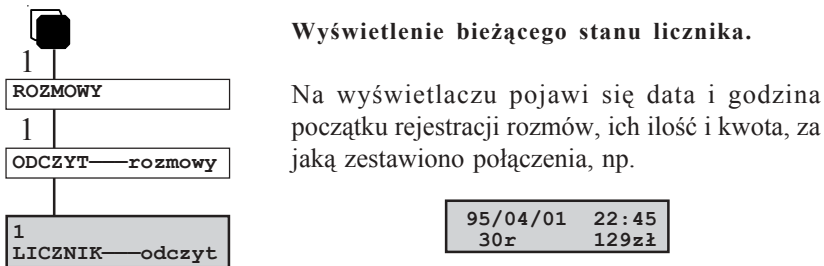 1
ROZMOWY
1
ODCZYT———rozmowy
1
LICZNIK———odczyt
Wyświetlenie bieżącego stanu licznika.
Na wyświetlaczu pojawi się data i godzina
początku rejestracji rozmów, ich ilość i kwota, za
jaką zestawiono połączenia, np.
95/04/01 22:45
30r 129zł